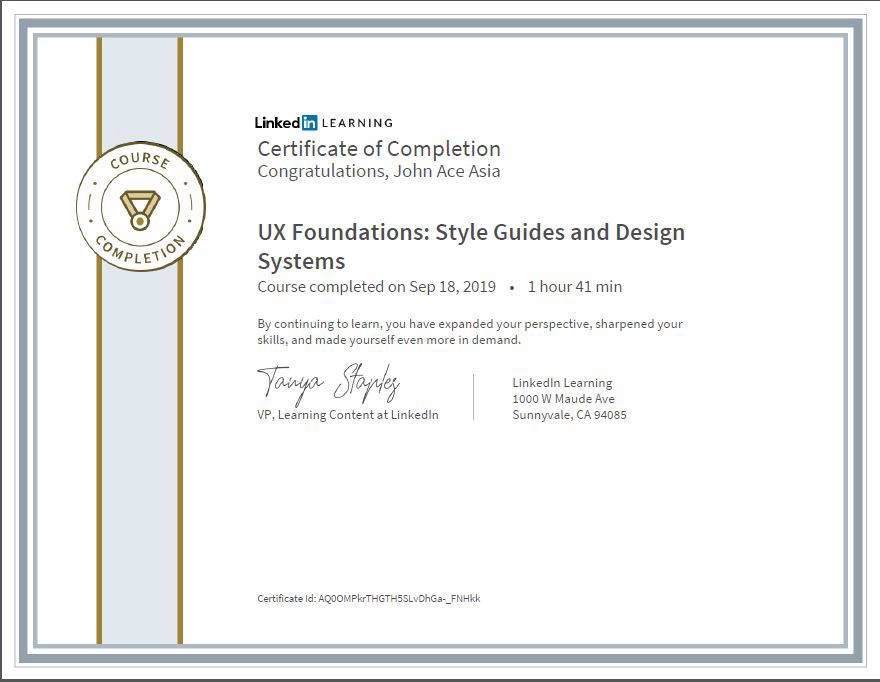 COURSE
COMPLETION
Linked in LEARNING
Certificate of Completion
Congratulations, John Ace Asia
UX Foundations: Style Guides and Design
Systems
Course completed on Sep 18, 2019 • 1 hour 41 min
By continuing to learn, you have expanded your perspective, sharpened your
skills, and made yourself even more in demand.
Tanya Staples
VP, Learning Content at LinkedIn
LinkedIn Learning
1000 W Maude Ave
Sunnyvale, CA 94085
Certificate Id: AQ0OMPkrTHGTH5SLvDhGa-_FNHkk